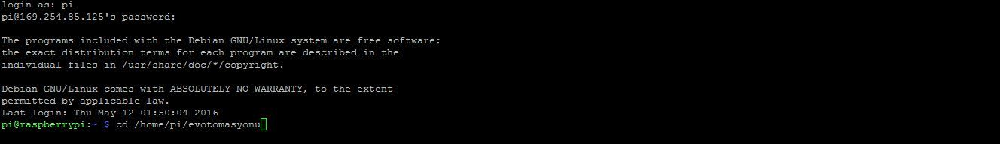 login as: pi
pi@169.254.85.125's password:
The programs included with the Debian GNU/Linux system are free software;
the exact distribution terms for each program are described in the
individual files in /usr/share/doc/*/copyright.
Debian GNU/Linux comes with ABSOLUTELY NO WARRANTY, to the extent
permitted by applicable law.
Last login: Thu May 12 01:50:04 2016
pi@raspberrypi:~ $ cd /home/pi/evotomasyonu